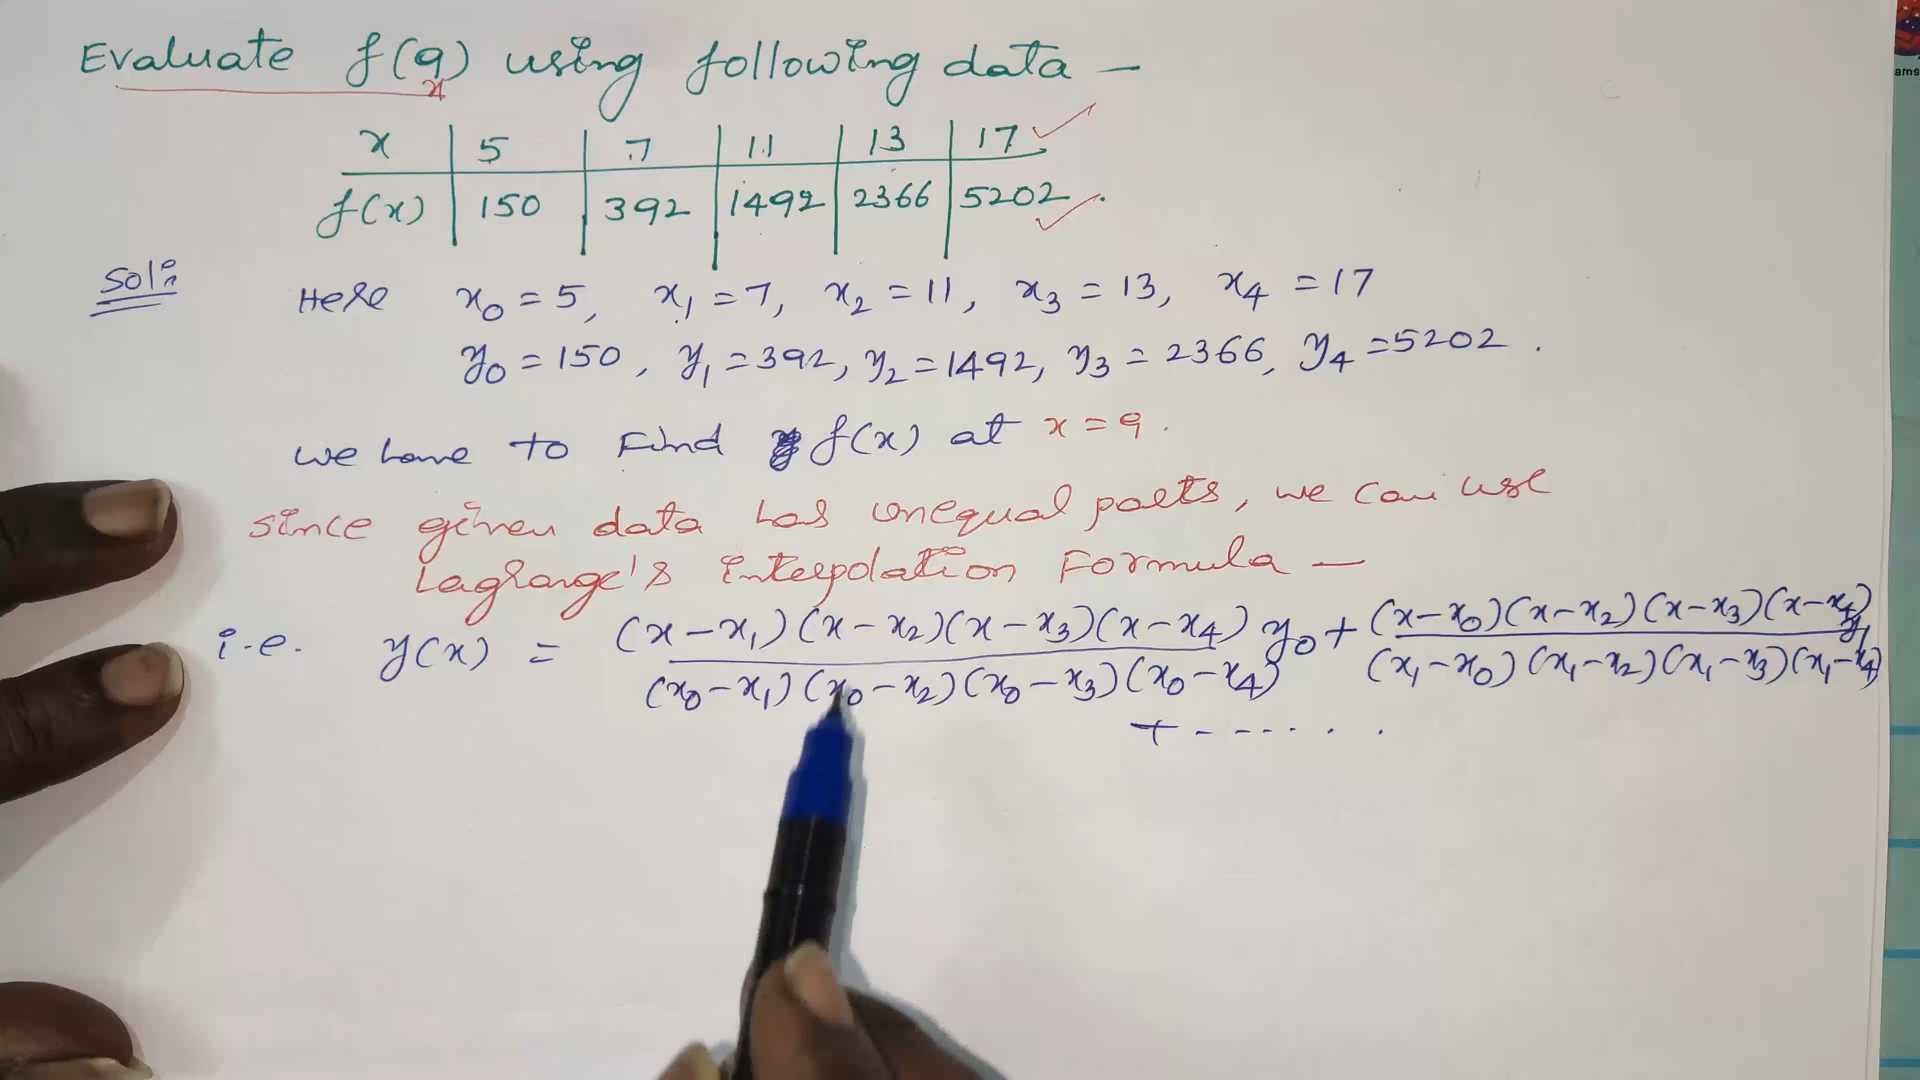 Evaluate f(9) using following data —
x
x | 5 | 7 | 11 | 13 | 17
f(x) | 150 | 392 | 1492 | 2366 | 5202
Soln:
Here x₀ = 5, x₁ = 7, x₂ = 11, x₃ = 13, x₄ = 17
y₀ = 150, y₁ = 392, y₂ = 1492, y₃ = 2366, y₄ = 5202.
We have to Find f(x) at x = 9.
since given data has unequal parts, we can use
Lagrange's interpolation Formula —
i.e. y(x) = (x-x₁)(x-x₂)(x-x₃)(x-x₄) / (x₀-x₁)(x₀-x₂)(x₀-x₃)(x₀-x₄) y₀ + (x-x₀)(x-x₂)(x-x₃)(x-x₄) / (x₁-x₀)(x₁-x₂)(x₁-x₃)(x₁-x₄) y₁
+ - ----. . .
ams